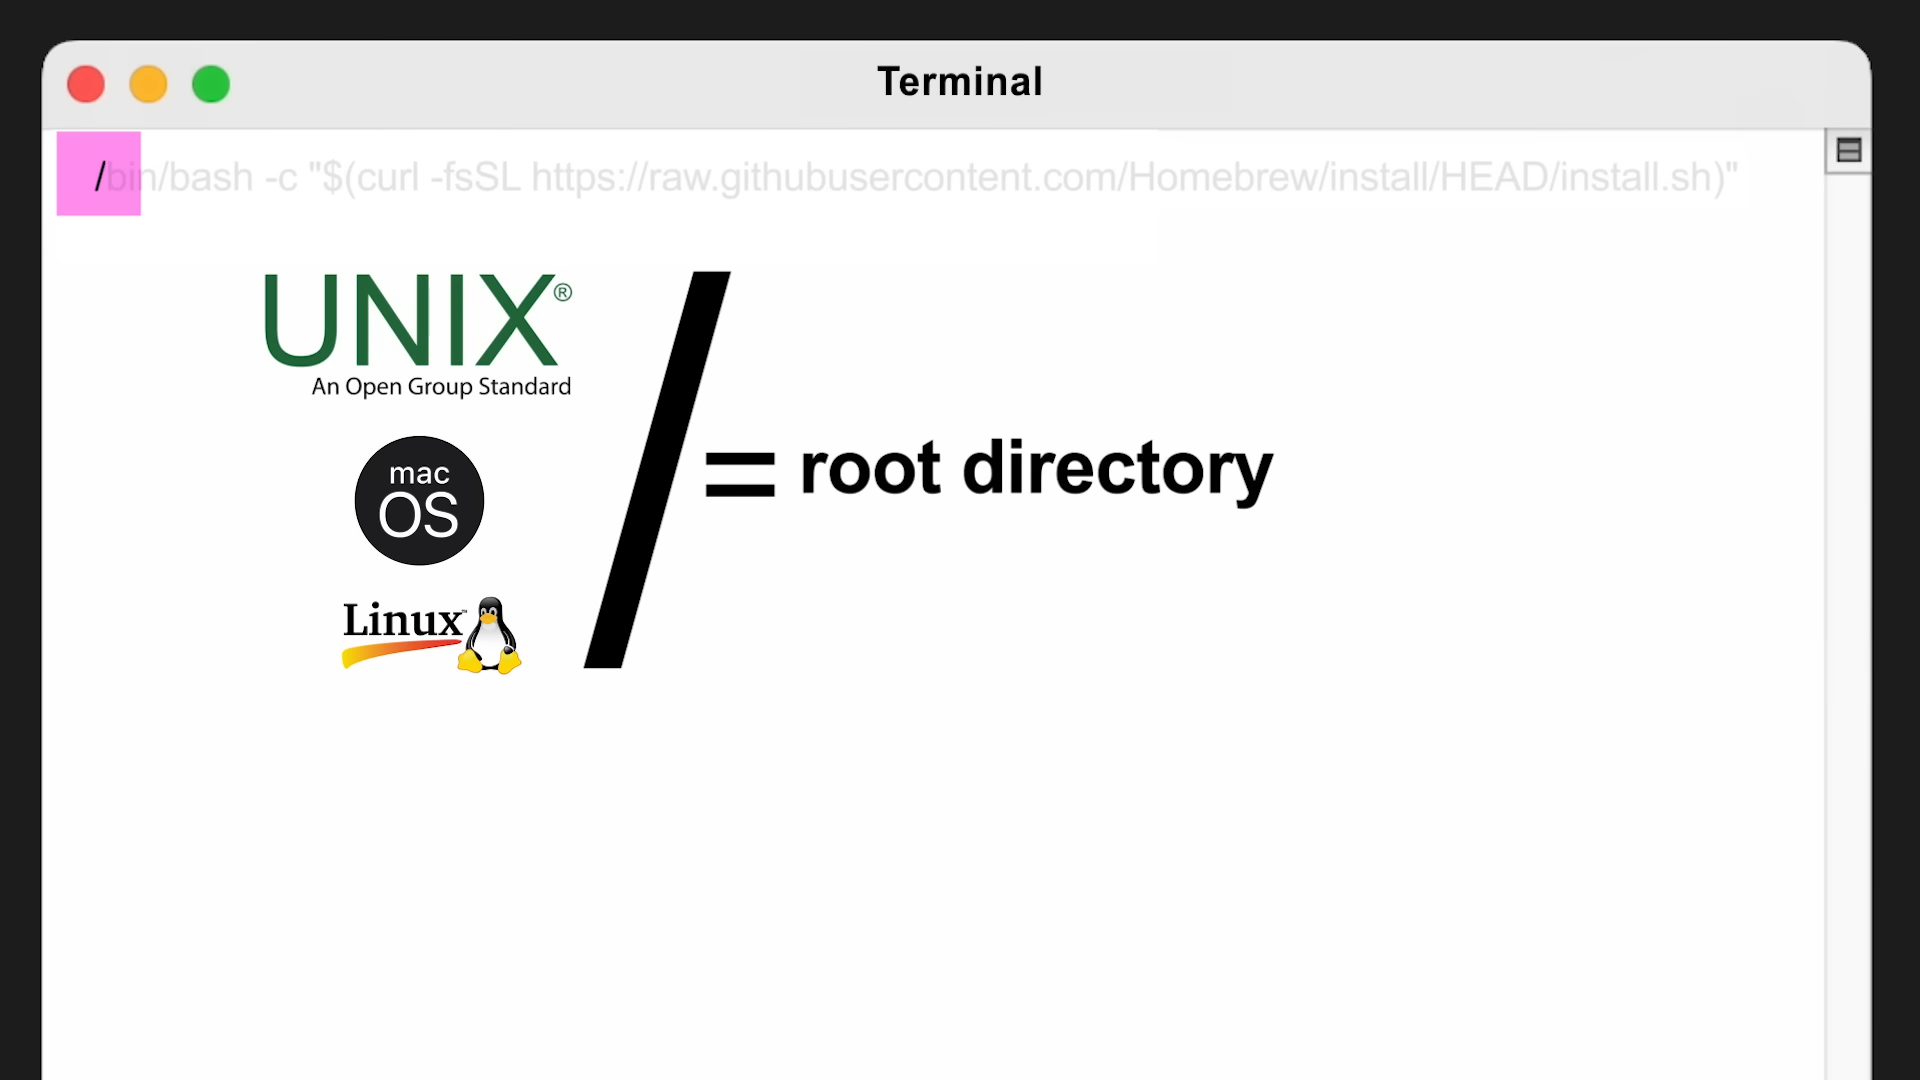 Terminal
/bin/bash -c "$(curl -fsSL https://raw.githubusercontent.com/Homebrew/install/HEAD/install.sh)"
UNIX®
An Open Group Standard
mac
OS
Linux™
/ = root directory